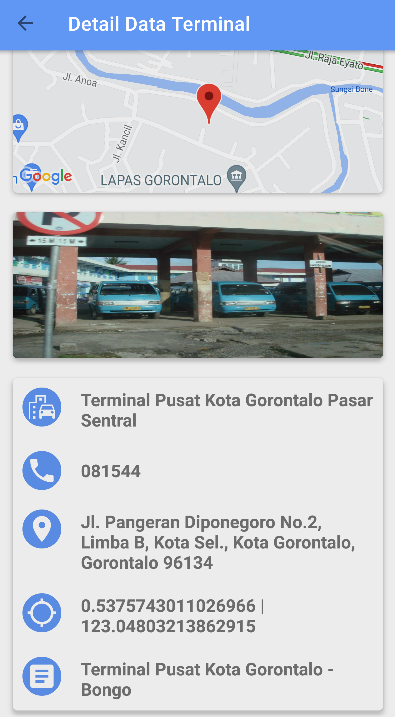 Detail Data Terminal
Jl. Raja Eyato
Jl. Anoa
Sungai Bone
Jl. Kancil
Google
LAPAS GORONTALO
Terminal Pusat Kota Gorontalo Pasar
Sentral
081544
Jl. Pangeran Diponegoro No.2,
Limba B, Kota Sel., Kota Gorontalo,
Gorontalo 96134
0.5375743011026966 |
123.04803213862915
Terminal Pusat Kota Gorontalo -
Bongo